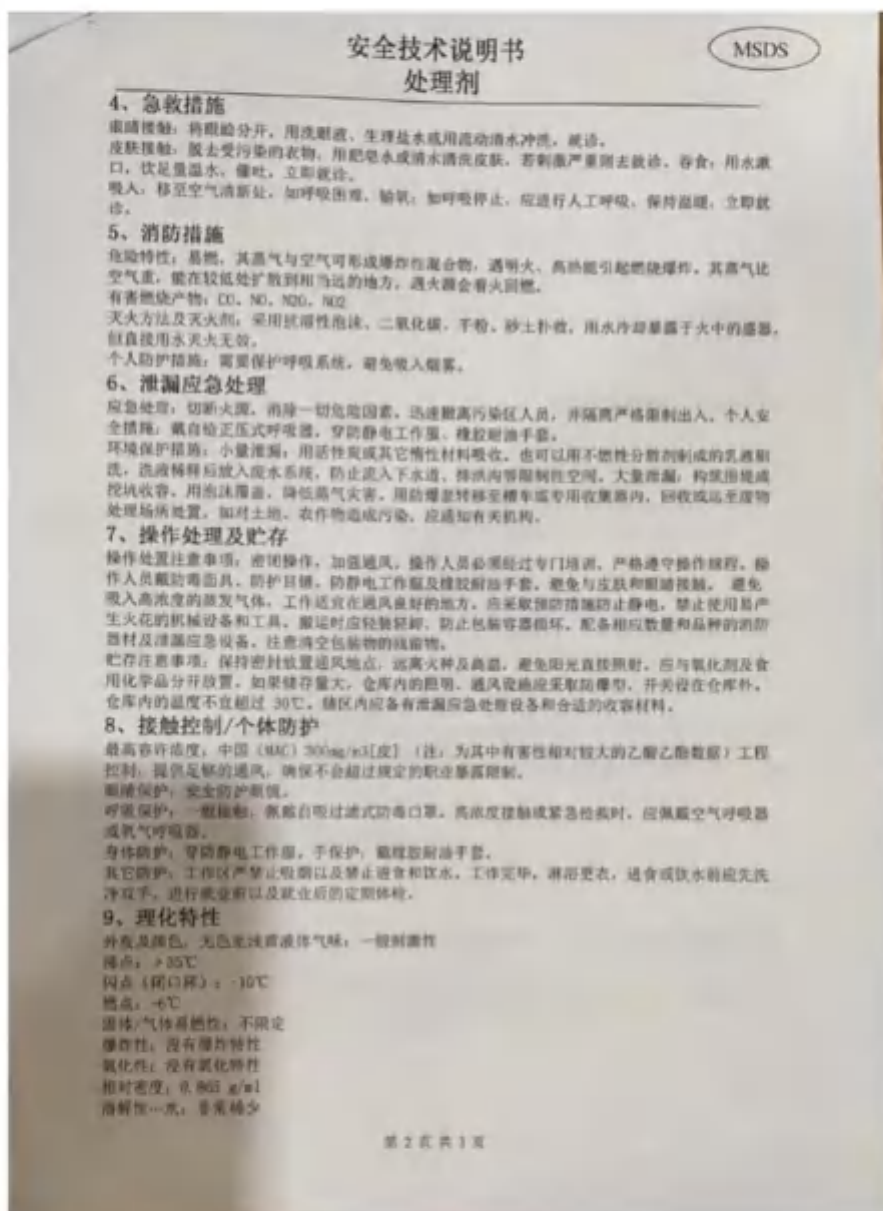 安全技术说明书
MSDS
处理剂
4、急救措施
眼睛接触：将眼睑分开，用洗眼液、生理盐水或用流动清水冲洗，就诊。
皮肤接触：脱去受污染的衣物，用肥皂水或清水清洗皮肤，若刺激严重则去就诊。吞食：用水漱
口，饮足量温水，催吐，立即就诊。
吸入：移至空气清新处，如呼吸困难，输氧；如呼吸停止，应进行人工呼吸，保持温暖，立即就
诊。
5、消防措施
危险特性：易燃，其蒸气与空气可形成爆炸性混合物，遇明火、高热能引起燃烧爆炸，其蒸气比
空气重，能在较低处扩散到相当远的地方，遇火源会着火回燃。
有害燃烧产物：CO、NO、N2O、NO2
灭火方法及灭火剂：采用抗溶性泡沫、二氧化碳、干粉、砂土扑救，用水冷却暴露于火中的盛器，
但直接用水灭火无效。
个人防护措施：需要保护呼吸系统，避免吸入烟雾。
6、泄漏应急处理
应急处理：切断火源，消除一切危险因素，迅速撤离污染区人员，并隔离严格限制出入。个人安
全措施：戴自给正压式呼吸器，穿防静电工作服、橡胶耐油手套。
环境保护措施：小量泄漏：用活性炭或其它惰性材料吸收。也可以用不燃性分散剂制成的乳液刷
洗，洗液稀释后放入废水系统，防止流入下水道、排洪沟等限制性空间。大量泄漏：构筑围堤或
挖坑收容。用泡沫覆盖，降低蒸气灾害。用防爆泵转移至槽车或专用收集器内，回收或运至废物
处理场所处置。如对土地、农作物造成污染，应通知有关机构。
7、操作处理及贮存
操作处置注意事项：密闭操作，加强通风。操作人员必须经过专门培训，严格遵守操作规程。操
作人员戴防毒面具、防护目镜、防静电工作服及橡胶耐油手套。避免与皮肤和眼睛接触， 避免
吸入高浓度的蒸发气体，工作适宜在通风良好的地方，应采取预防措施防止静电，禁止使用易产
生火花的机械设备和工具。搬运时应轻装轻卸，防止包装容器损坏。配备相应数量和品种的消防
器材及泄漏应急设备。注意清空包装物的残留物。
贮存注意事项：保持密封放置通风地点，远离火种及高温，避免阳光直接照射，应与氧化剂及食
用化学品分开放置。如果储存量大，仓库内的照明、通风设施应采取防爆型，开关设在仓库外。
仓库内的温度不宜超过 30℃。储区内应备有泄漏应急处理设备和合适的收容材料。
8、接触控制/个体防护
最高容许浓度：中国（MAC）300mg/m3[皮]（注：为其中有害性相对较大的乙酸乙酯数据）工程
控制：提供足够的通风，确保不会超过规定的职业暴露限制。
眼睛保护：安全防护眼镜。
呼吸保护：一般接触，佩戴自吸过滤式防毒口罩。高浓度接触或紧急抢救时，应佩戴空气呼吸器
或氧气呼吸器。
身体防护：穿防静电工作服。手保护：戴橡胶耐油手套。
其它防护：工作区严禁止吸烟以及禁止进食和饮水。工作完毕，淋浴更衣，进食或饮水前应先洗
净双手。进行就业前以及就业后的定期体检。
9、理化特性
外观及颜色：无色至浅黄液体气味：一般刺激性
沸点：>35℃
闪点（闭口杯）：-10℃
燃点：-6℃
固体/气体易燃性：不限定
爆炸性：没有爆炸特性
氧化性：没有氧化特性
相对密度：0.865 g/ml
溶解性…水：非常稀少
第 2 页 共 3 页